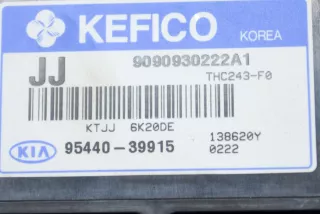 KEFICO KOREA
JJ 9090930222A1
THC243-F0
KTJJ 6K20DE
138620Y
KIA 95440-39915
0222